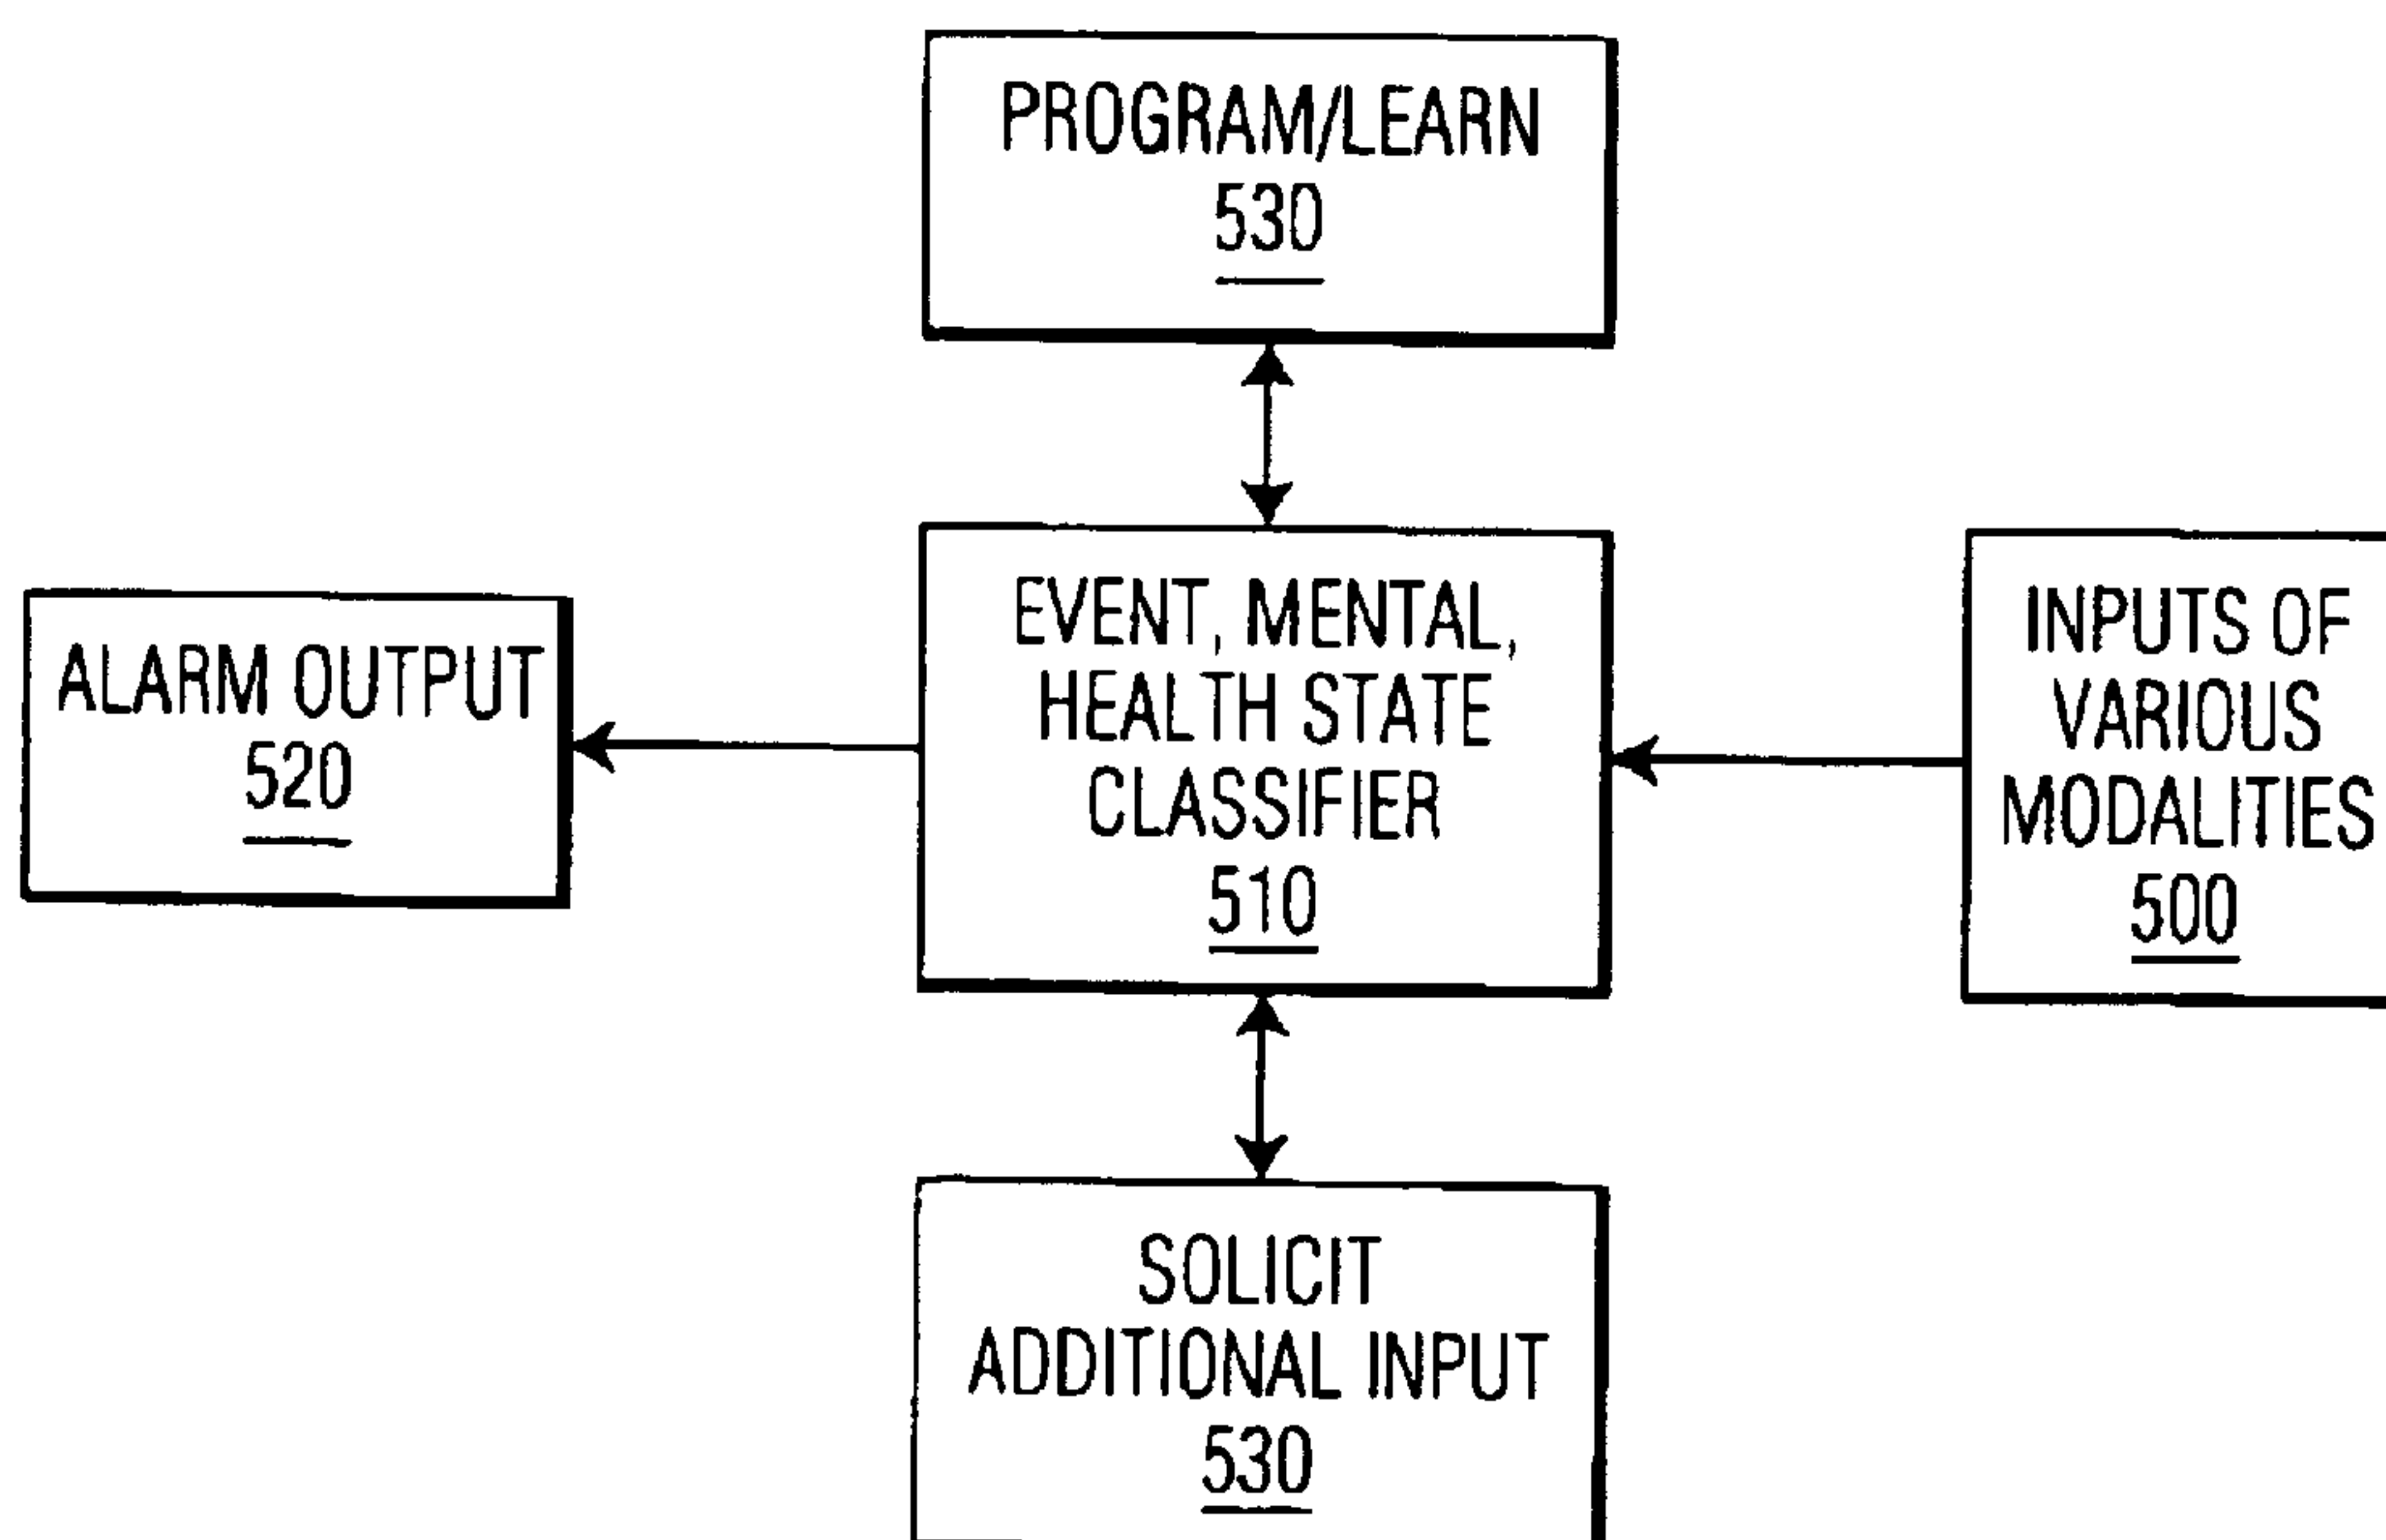 PROGRAM/LEARN
530
EVENT, MENTAL,
HEALTH STATE
CLASSIFIER
510
ALARM OUTPUT
520
INPUTS OF
VARIOUS
MODALITIES
500
SOLICIT
ADDITIONAL INPUT
530